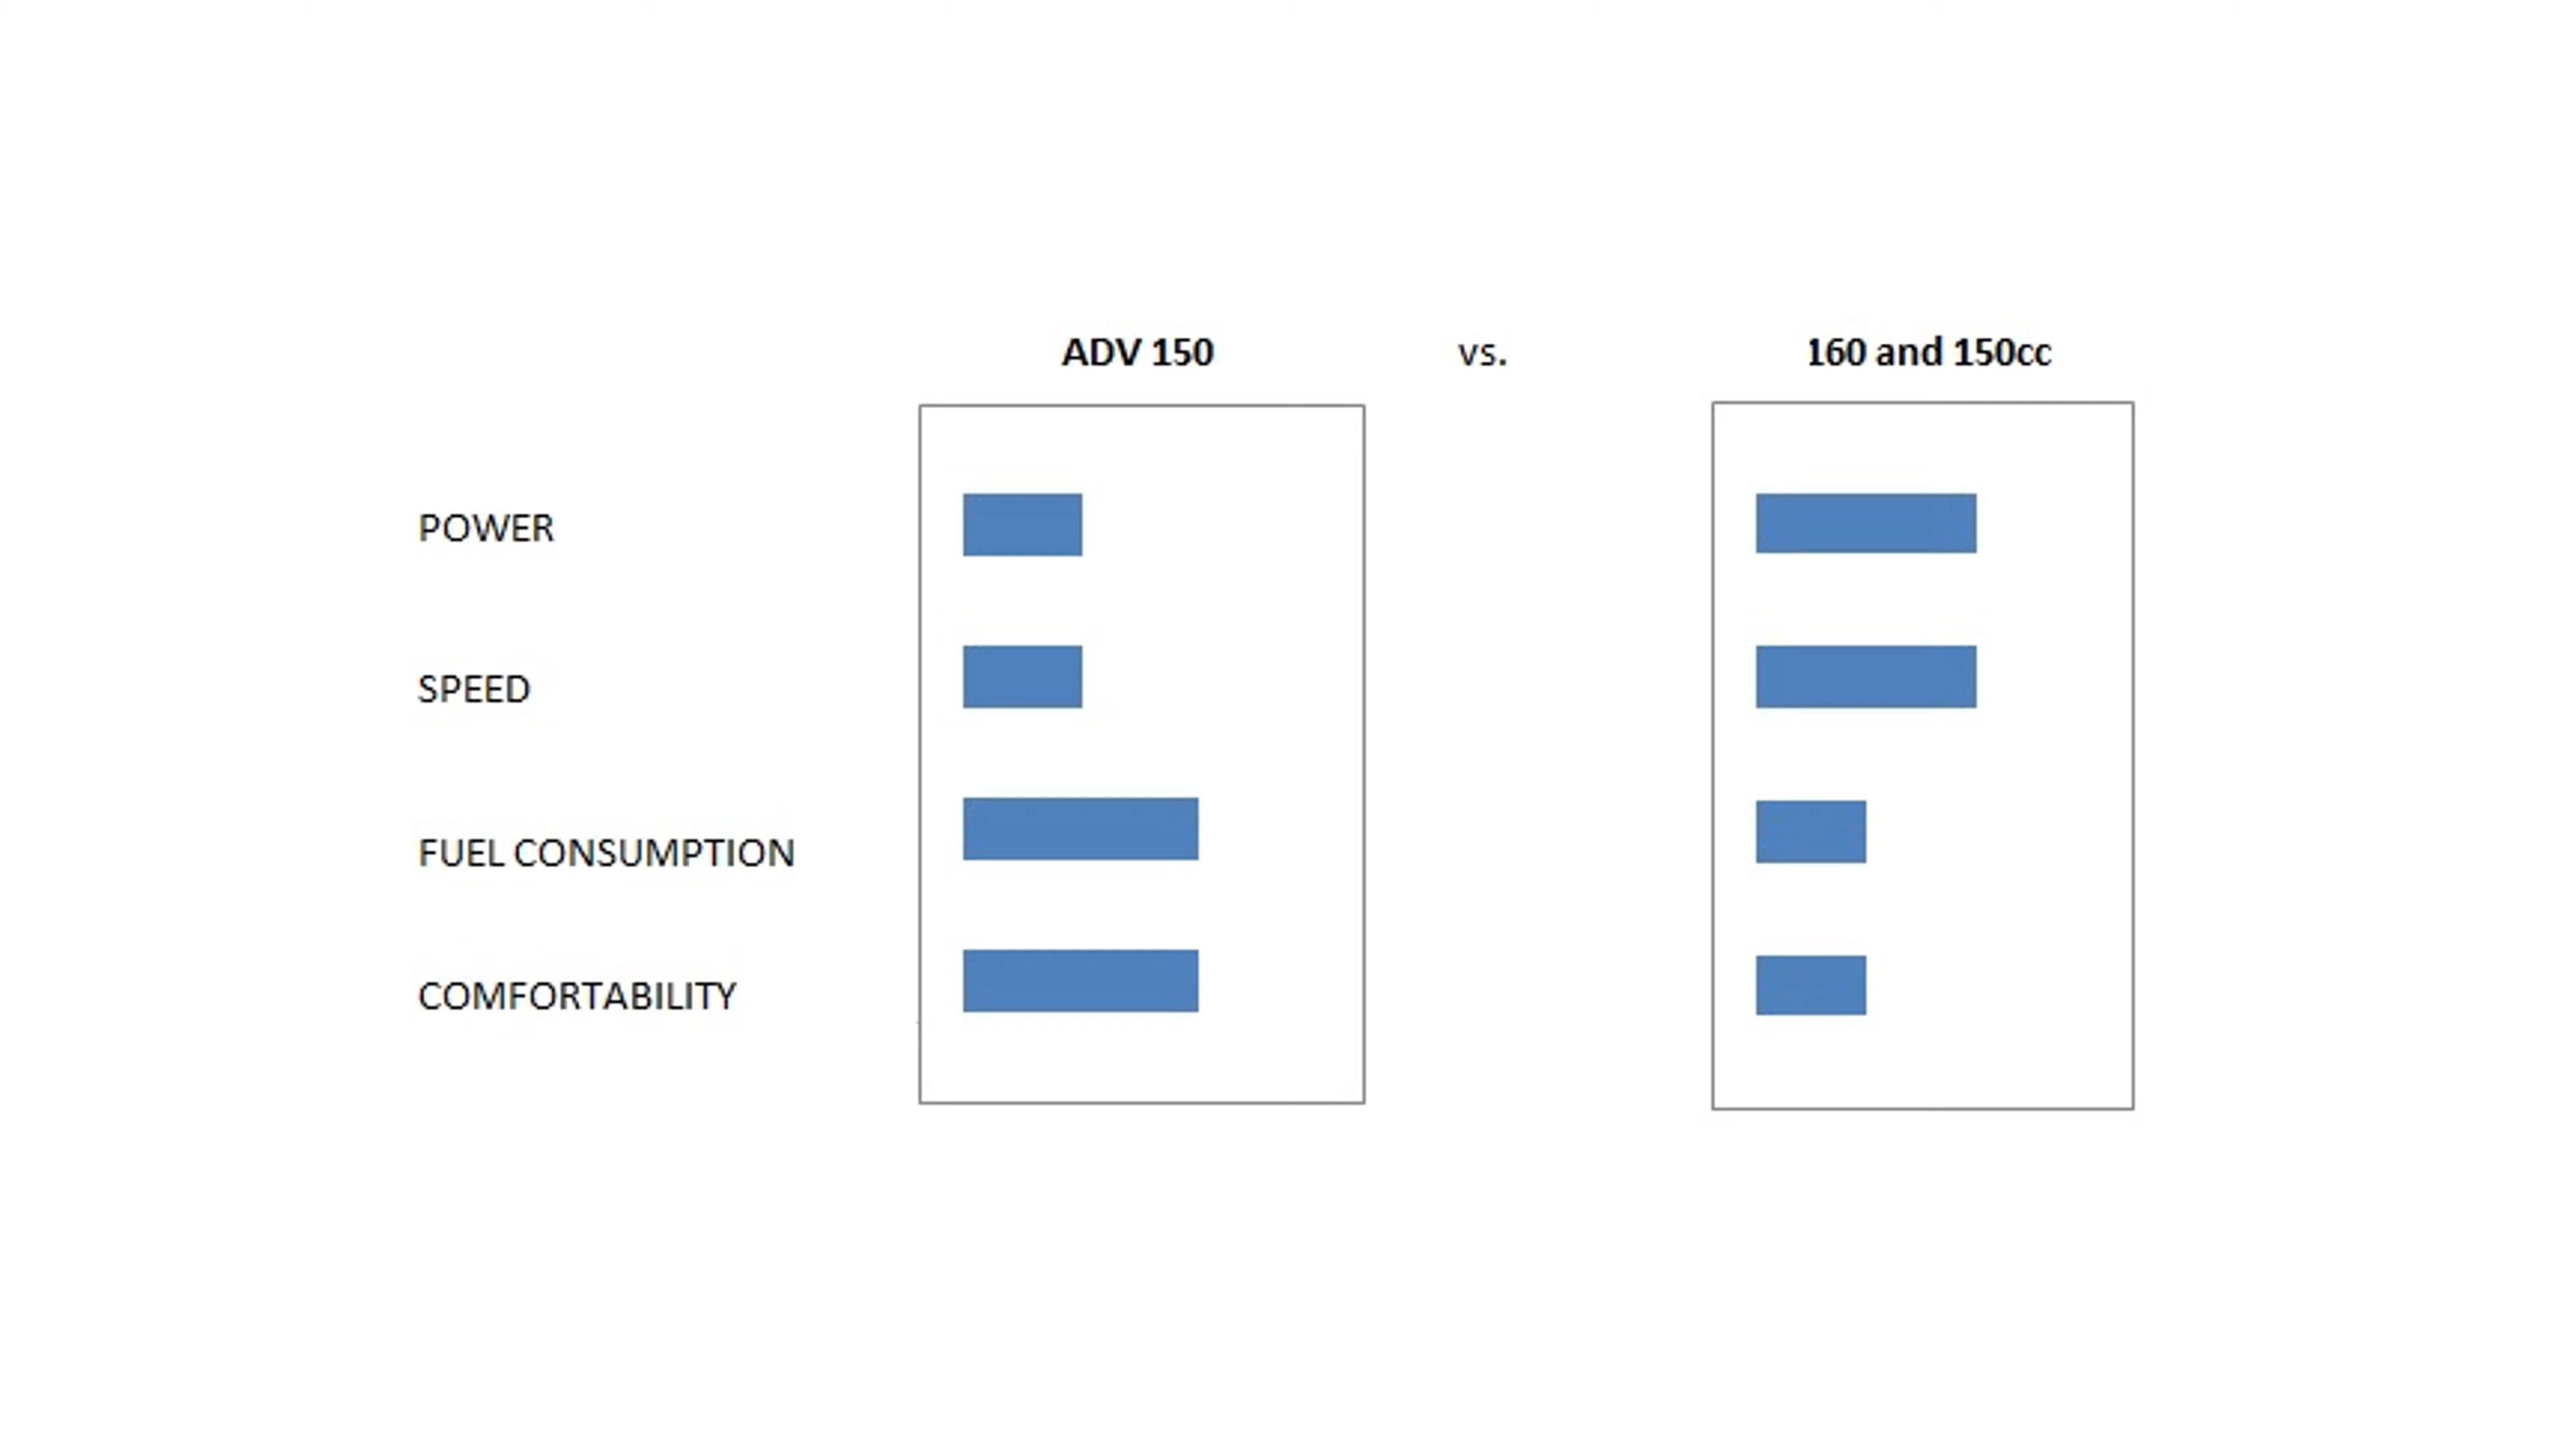 ADV 150 vs. 160 and 150cc
POWER
SPEED
FUEL CONSUMPTION
COMFORTABILITY